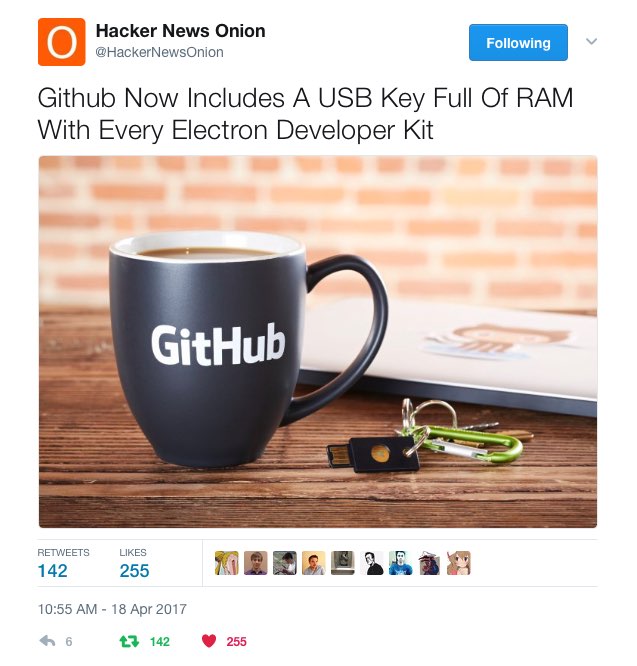 Hacker News Onion
@HackerNewsOnion
Following
Github Now Includes A USB Key Full Of RAM
With Every Electron Developer Kit
GitHub
RETWEETS
LIKES
142
255
10:55 AM - 18 Apr 2017
6
142
255